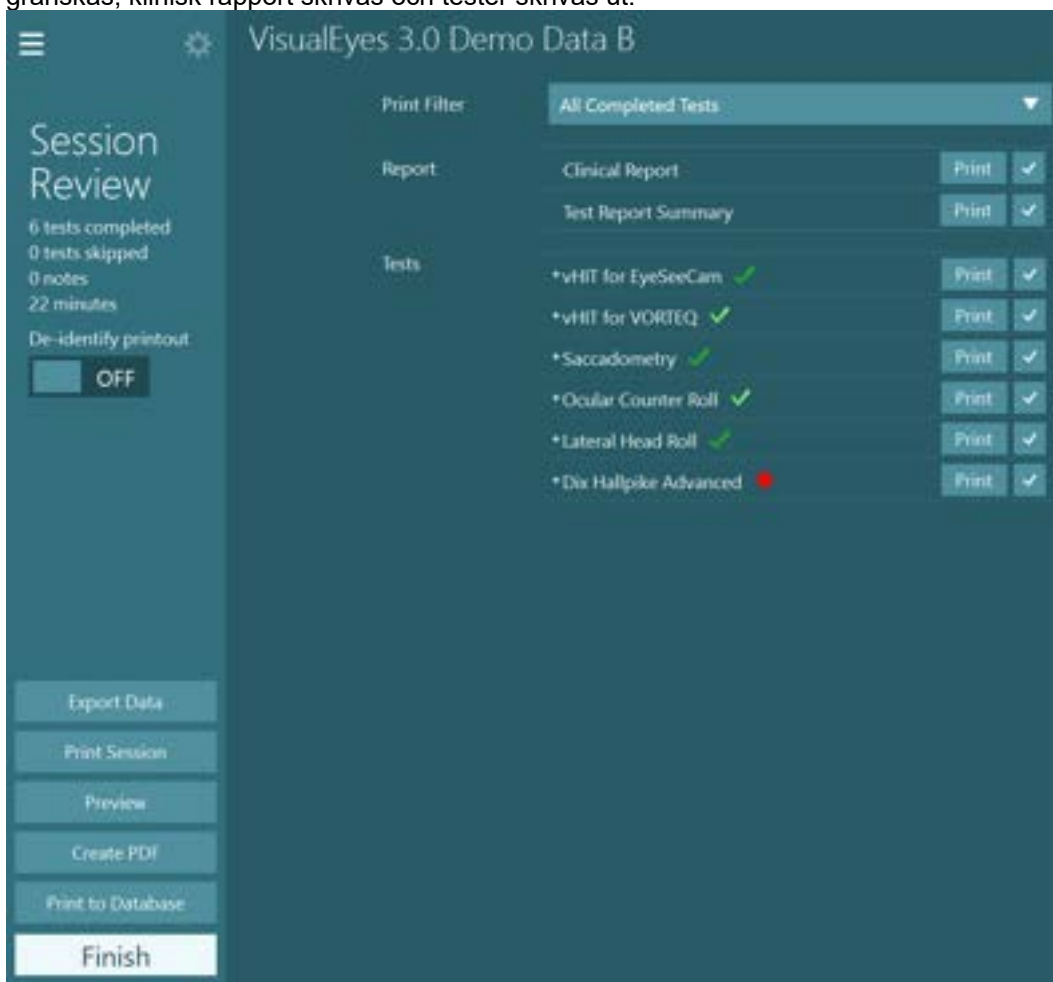 granskas, klinisk rapport skrivas och tester skrivas ut.
VisualEyes 3.0 Demo Data B
Session
Review
6 tests completed
0 tests skipped
0 notes
22 minutes
De-identify printout
OFF
Print Filter
All Completed Tests
Report
Clinical Report
Print
Test Report Summary
Print
Tests
*vHIT for EyeSeeCam
Print
*vHIT for VORTEQ
Print
*Saccadometry
Print
*Ocular Counter Roll
Print
*Lateral Head Roll
Print
*Dix Hallpike Advanced
Print
Export Data
Print Session
Preview
Create PDF
Print to Database
Finish